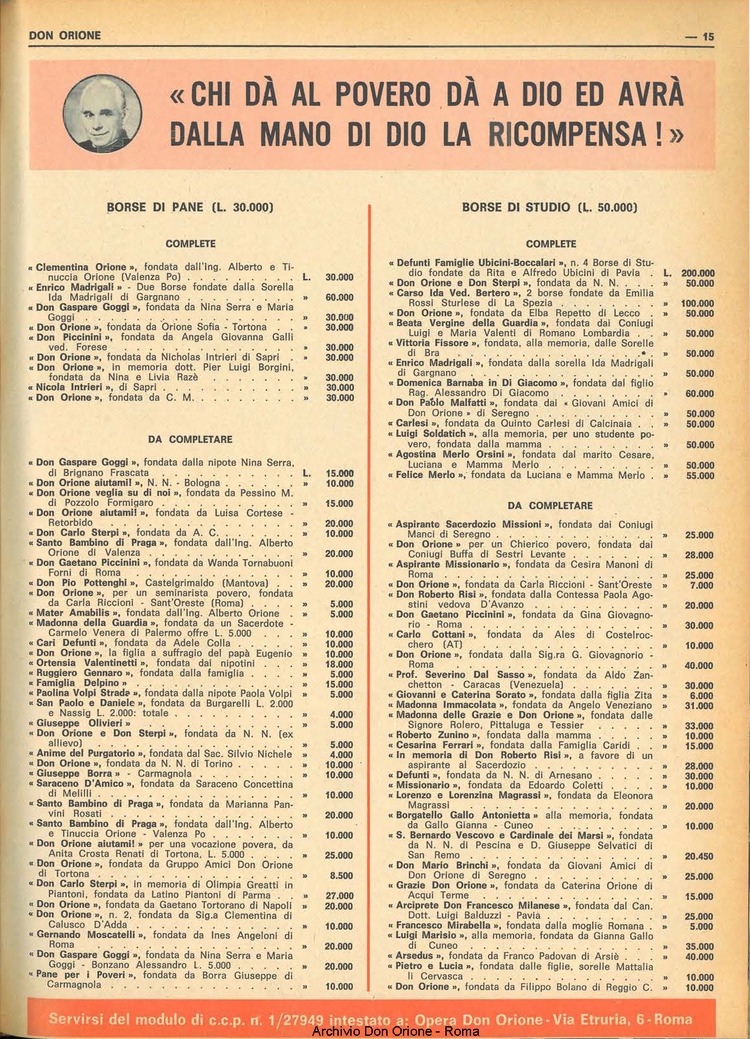 DON ORIONE
— 15
« CHI DÀ AL POVERO DÀ A DIO ED AVRÀ
DALLA MANO DI DIO LA RICOMPENSA ! »
BORSE DI PANE (L. 30.000)
COMPLETE
« Clementina Orione », fondata dall'Ing. Alberto e Ti-
nuccia Orione (Valenza Po) . . . . . . . . L. 30.000
« Enrico Madrigali » - Due Borse fondate dalla Sorella
Ida Madrigali di Gargnano . . . . . . . . » 60.000
« Don Gaspare Goggi », fondata da Nina Serra e Maria
Goggi . . . . . . . . » 30.000
« Don Orione », fondata da Orione Sofia - Tortona . » 30.000
« Don Piccinini », fondata da Angela Giovanna Galli
ved. Forese . . . . . . . . » 30.000
« Don Orione », fondata da Nicholas Intrieri di Sapri . » 30.000
« Don Orione », in memoria dott. Pier Luigi Borgini,
fondata da Nina e Livia Razè . . . . . . » 30.000
« Nicola Intrieri », di Sapri . . . . . . . . » 30.000
« Don Orione », fondata da C. M. . . . . . . . » 30.000
DA COMPLETARE
« Don Gaspare Goggi », fondata dalla nipote Nina Serra,
di Brignano Frascata . . . . . . . . L. 15.000
« Don Orione aiutami! », N. N. - Bologna . . . . » 10.000
« Don Orione veglia su di noi », fondata da Pessino M.
di Pozzolo Formigaro . . . . . . . . » 15.000
« Don Orione aiutami! », fondata da Luisa Cortese -
Retorbido . . . . . . . . » 20.000
« Don Carlo Sterpi », fondata da A. C. . . . . . » 10.000
« Santo Bambino di Praga », fondata dall'Ing. Alberto
Orione di Valenza . . . . . . . . » 20.000
« Don Gaetano Piccinini », fondata da Wanda Tornabuoni
Forni di Roma . . . . . . . . » 10.000
« Don Pio Pottenghi », Castelgrimaldo (Mantova) . . » 20.000
« Don Orione », per un seminarista povero, fondata
da Carla Riccioni - Sant'Oreste (Roma) . . . » 5.000
« Mater Amabilis », fondata dall'Ing. Alberto Orione . » 5.000
« Madonna della Guardia », fondata da un Sacerdote -
Carmelo Venera di Palermo offre L. 5.000 . . . » 10.000
« Cari Defunti », fondata da Adele Colla . . . . » 10.000
« Don Orione », la figlia a suffragio del papà Eugenio » 10.000
« Ortensia Valentinetti », fondata dai nipotini . . . » 18.000
« Ruggiero Gennaro », fondata dalla famiglia . . . » 5.000
« Famiglia Delpino » . . . . . . . . » 15.000
« Paolina Volpi Strada », fondata dalla nipote Paola Volpi » 5.000
« San Paolo e Daniele », fondata da Burgarelli L. 2.000
e Nassig L. 2.000: totale . . . . . . . . » 4.000
« Giuseppe Olivieri » . . . . . . . . » 5.000
« Don Orione e Don Sterpi », fondata da N. N. (ex
allievo) . . . . . . . . » 5.000
« Anime del Purgatorio », fondata dal Sac. Silvio Nichele » 4.000
« Don Orione », fondata da N. N. di Torino . . . . » 10.000
« Giuseppe Borra » - Carmagnola . . . . . . » 10.000
« Saraceno D'Amico », fondata da Saraceno Concettina
di Melilli . . . . . . . . » 10.000
« Santo Bambino di Praga », fondata da Marianna Pan-
vini Rosati . . . . . . . . » 20.000
« Santo Bambino di Praga », fondata dall'Ing. Alberto
e Tinuccia Orione - Valenza Po . . . . . . » 10.000
« Don Orione aiutami! » per una vocazione povera, da
Anita Crosta Renati di Tortona, L. 5.000 . . . » 25.000
« Don Orione », fondata da Gruppo Amici Don Orione
di Tortona . . . . . . . . » 8.500
« Don Carlo Sterpi », in memoria di Olimpia Greatti in
Piantoni, fondata da Latino Piantoni di Parma . . » 27.000
« Don Orione », fondata da Gaetano Tortorano di Napoli » 20.000
« Don Orione », n. 2, fondata da Sig.a Clementina di
Calusco D'Adda . . . . . . . . » 10.000
« Gernando Moscatelli », fondata da Ines Angeloni di
Roma . . . . . . . . » 20.000
« Don Gaspare Goggi », fondata da Nina Serra e Maria
Goggi - Bonzano Alessandro L. 5.000 . . . . » 20.000
« Pane per i Poveri », fondata da Borra Giuseppe di
Carmagnola . . . . . . . . » 10.000
BORSE DI STUDIO (L. 50.000)
COMPLETE
« Defunti Famiglie Ubicini-Boccalari », n. 4 Borse di Stu-
dio fondate da Rita e Alfredo Ubicini di Pavia . L. 200.000
« Don Orione e Don Sterpi », fondata da N. N. . . » 50.000
« Carso Ida Ved. Bertero », 2 borse fondate da Emilia
Rossi Sturlese di La Spezia . . . . . . » 100.000
« Don Orione », fondata da Elba Repetto di Lecco . » 50.000
« Beata Vergine della Guardia », fondata dai Coniugi
Luigi e Maria Valenti di Romano Lombardia . . » 50.000
« Vittoria Fissore », fondata, alla memoria, dalle Sorelle
di Bra . . . . . . . . » 50.000
« Enrico Madrigali », fondata dalla sorella Ida Madrigali
di Gargnano . . . . . . . . » 50.000
« Domenica Barnaba in Di Giacomo », fondata dal figlio
Rag. Alessandro Di Giacomo . . . . . . » 60.000
« Don Pablo Malfatti », fondata dai « Giovani Amici di
Don Orione » di Seregno . . . . . . . . » 50.000
« Carlesi », fondata da Quinto Carlesi di Calcinaia . . » 50.000
« Luigi Soldatich », alla memoria, per uno studente po-
vero, fondata dalla mamma . . . . . . » 50.000
« Agostina Merlo Orsini », fondata dal marito Cesare,
Luciana e Mamma Merlo . . . . . . » 50.000
« Felice Merlo », fondata da Luciana e Mamma Merlo . » 55.000
DA COMPLETARE
« Aspirante Sacerdozio Missioni », fondata dai Coniugi
Manci di Seregno . . . . . . . . » 25.000
« Don Orione » per un Chierico povero, fondata dai
Coniugi Buffa di Sestri Levante . . . . . . » 28.000
« Aspirante Missionario », fondata da Cesira Manoni di
Roma . . . . . . . . » 25.000
« Don Orione », fondata da Carla Riccioni - Sant'Oreste » 7.000
« Don Roberto Risi », fondata dalla Contessa Paola Ago-
stini vedova D'Avanzo . . . . . . . . » 20.000
« Don Gaetano Piccinini », fondata da Gina Giovagno-
rio - Roma . . . . . . . . » 30.000
« Carlo Cottani », fondata da Ales di Costelroc-
chero (AT) . . . . . . . . » 10.000
« Don Orione », fondata dalla Sig.ra G. Giovagnorio -
Roma . . . . . . . . » 40.000
« Prof. Severino Dal Sasso », fondata da Aldo Zan-
chetten - Caracas (Venezuela) . . . . . . » 30.000
« Giovanni e Caterina Sorato », fondata dalla figlia Zita » 6.000
« Madonna Immacolata », fondata da Angelo Veneziano » 31.000
« Madonna delle Grazie e Don Orione », fondata dalle
Signore Rolero, Pittaluga e Tessier . . . . » 33.000
« Roberto Zunino », fondata dalla mamma . . . . » 10.000
« Cesarina Ferrari », fondata dalla Famiglia Caridi . . » 15.000
« In memoria di Don Roberto Risi », a favore di un
aspirante al Sacerdozio . . . . . . . . » 28.000
« Defunti », fondata da N. N. di Arnesano . . . . » 30.000
« Missionario », fondata da Edoardo Coletti . . . . » 10.000
« Lorenzo e Lorenzina Magrassi », fondata da Eleonora
Magrassi . . . . . . . . » 20.000
« Borgatello Gallo Antonietta » alla memoria, fondata
da Gallo Gianna - Cuneo . . . . . . » 10.000
« S. Bernardo Vescovo e Cardinale dei Marsi », fondata
da N. N. di Pescina e D. Giuseppe Selvatici di
San Remo . . . . . . . . » 20.450
« Don Mario Brinchi », fondata da Giovani Amici di
Don Orione di Seregno . . . . . . . . » 25.000
« Grazie Don Orione », fondata da Caterina Orione di
Acqui Terme . . . . . . . . » 15.000
« Arciprete Don Francesco Milanese », fondata dal Can.
Dott. Luigi Balduzzi - Pavia . . . . . . » 25.000
« Francesco Mirabella », fondata dalla moglie Romana . » 5.000
« Luigi Marisio », alla memoria, fondata da Gianna Gallo
di Cuneo . . . . . . . . » 35.000
« Arsedus », fondata da Franco Padovan di Arsiè . . . » 40.000
« Pietro e Lucia », fondata dalle figlie, sorelle Mattalia
li Cervasca . . . . . . . . » 10.000
« Don Orione », fondata da Filippo Bolano di Reggio C. » 10.000
Servirsi del modulo di c.c.p. n. 1/27949 intestato a: Opera Don Orione - Via Etruria, 6 - Roma
Archivio Don Orione - Roma